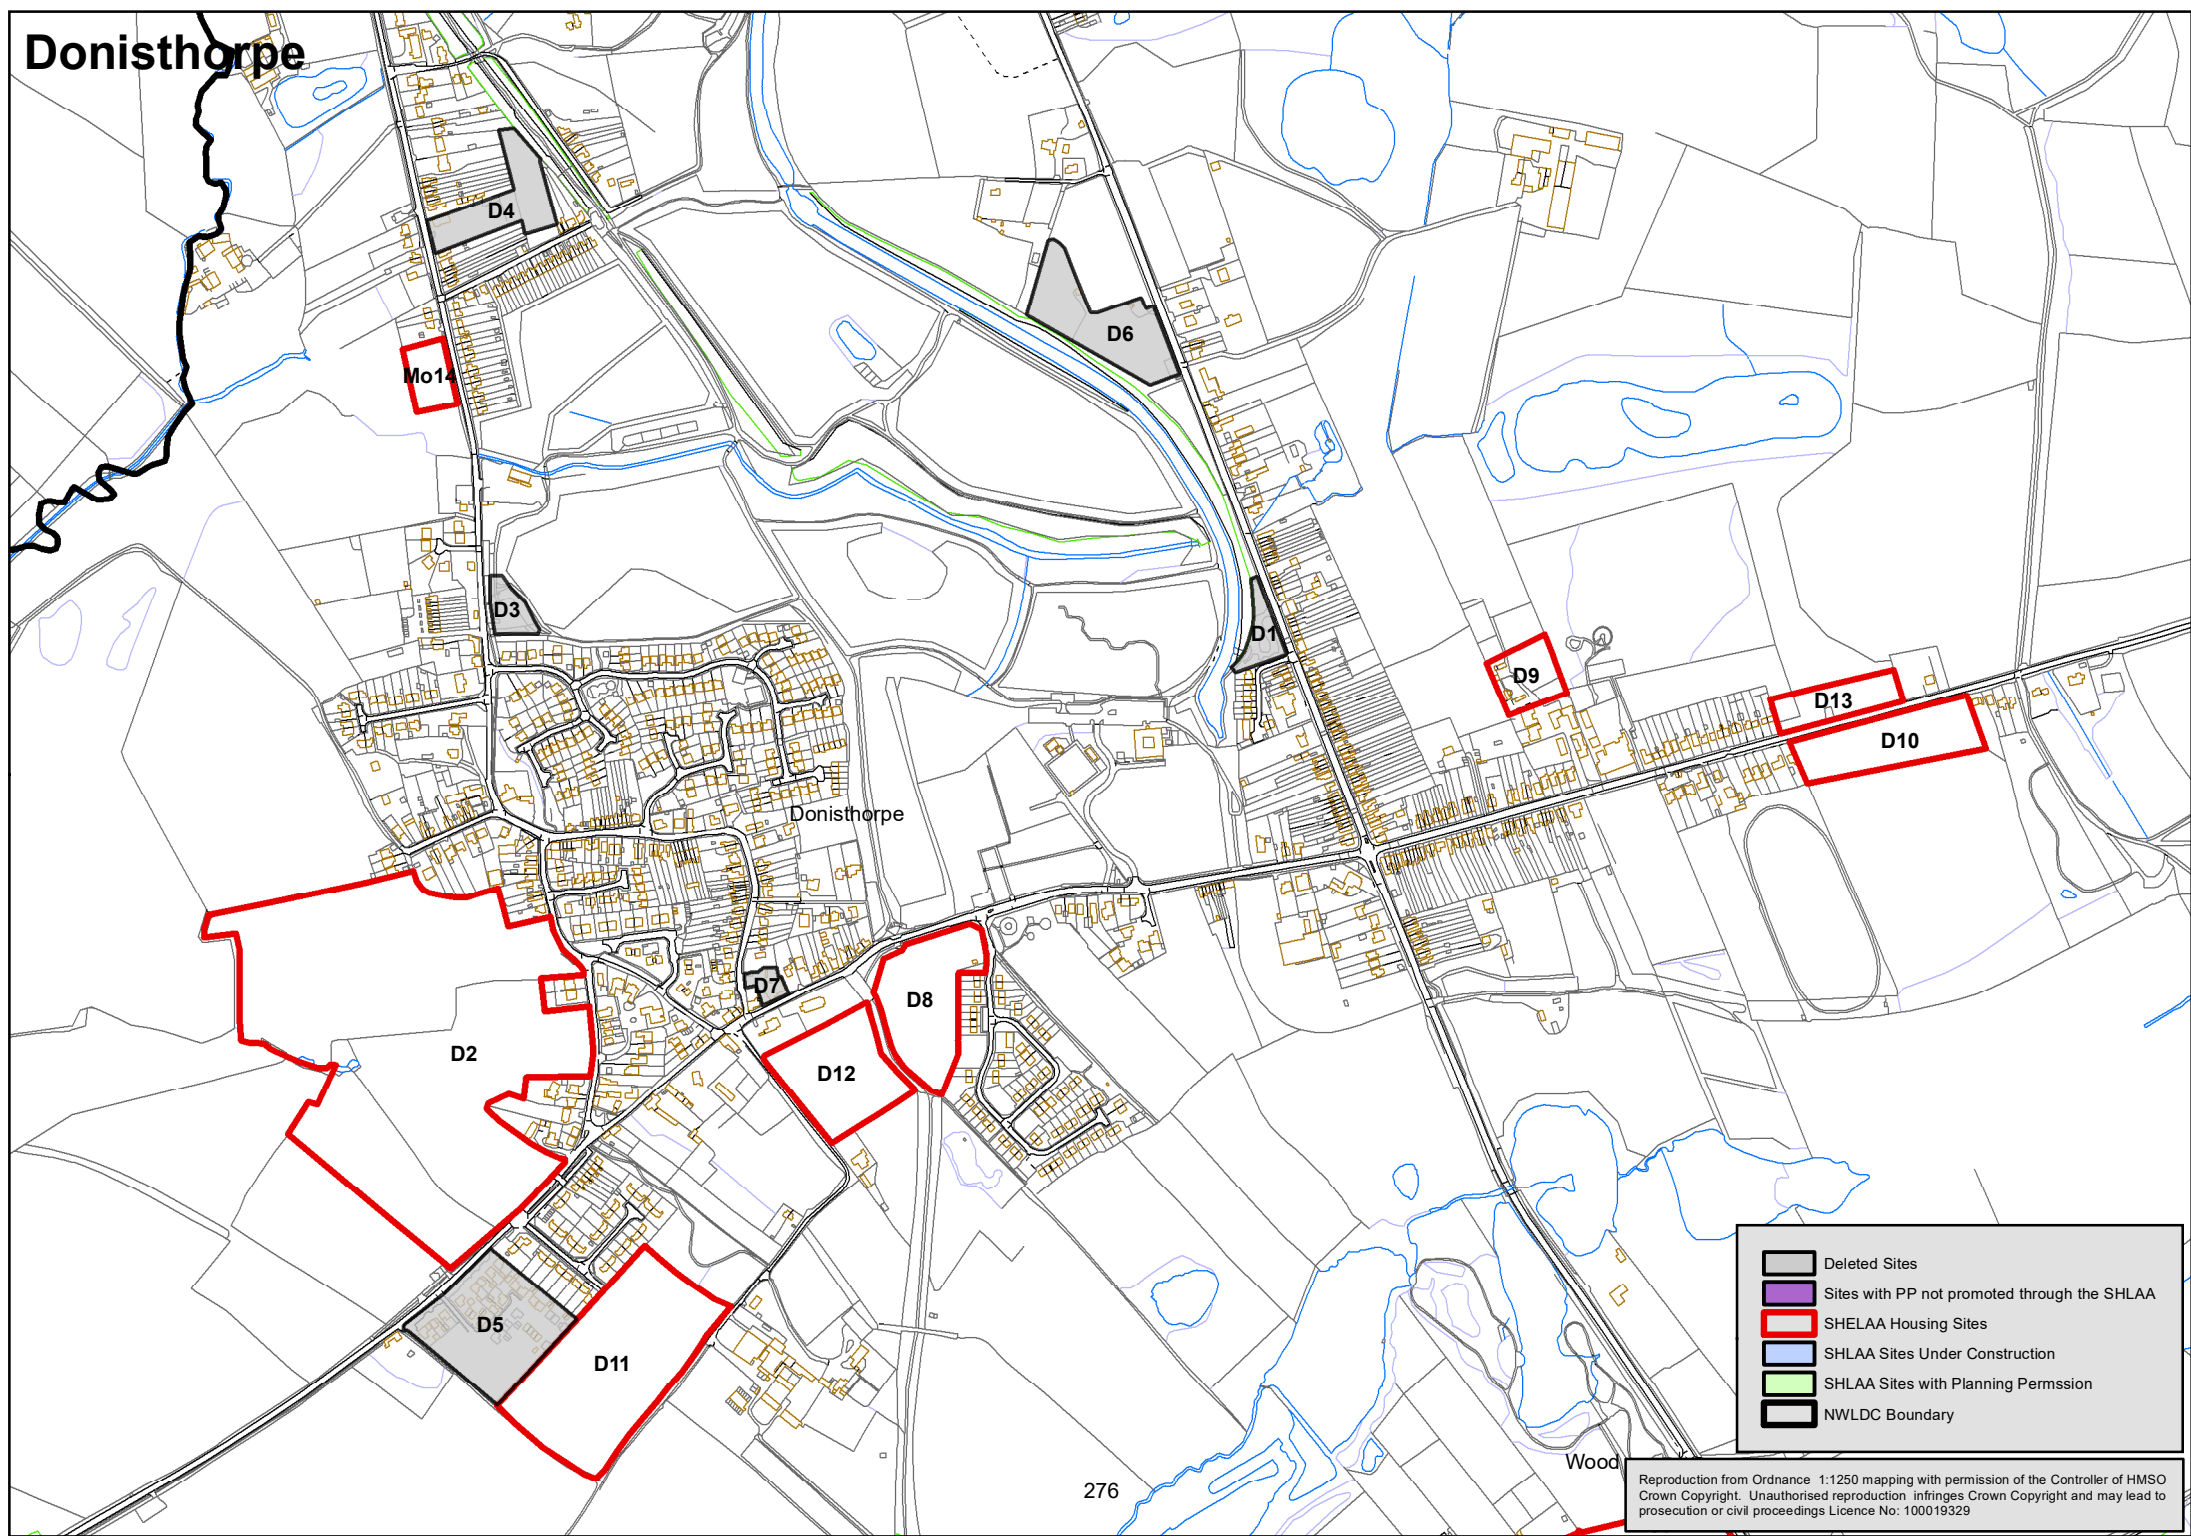 Donisthorpe
D4
D6
Mo14
D3
D1
D9
D13
D10
Donisthorpe
D7
D8
D2
D12
D5
D11
Deleted Sites
Sites with PP not promoted through the SHLAA
SHELAA Housing Sites
SHLAA Sites Under Construction
SHLAA Sites with Planning Permssion
NWLDC Boundary
Wood
276
Reproduction from Ordnance 1:1250 mapping with permission of the Controller of HMSO
Crown Copyright. Unauthorised reproduction infringes Crown Copyright and may lead to
prosecution or civil proceedings Licence No: 100019329